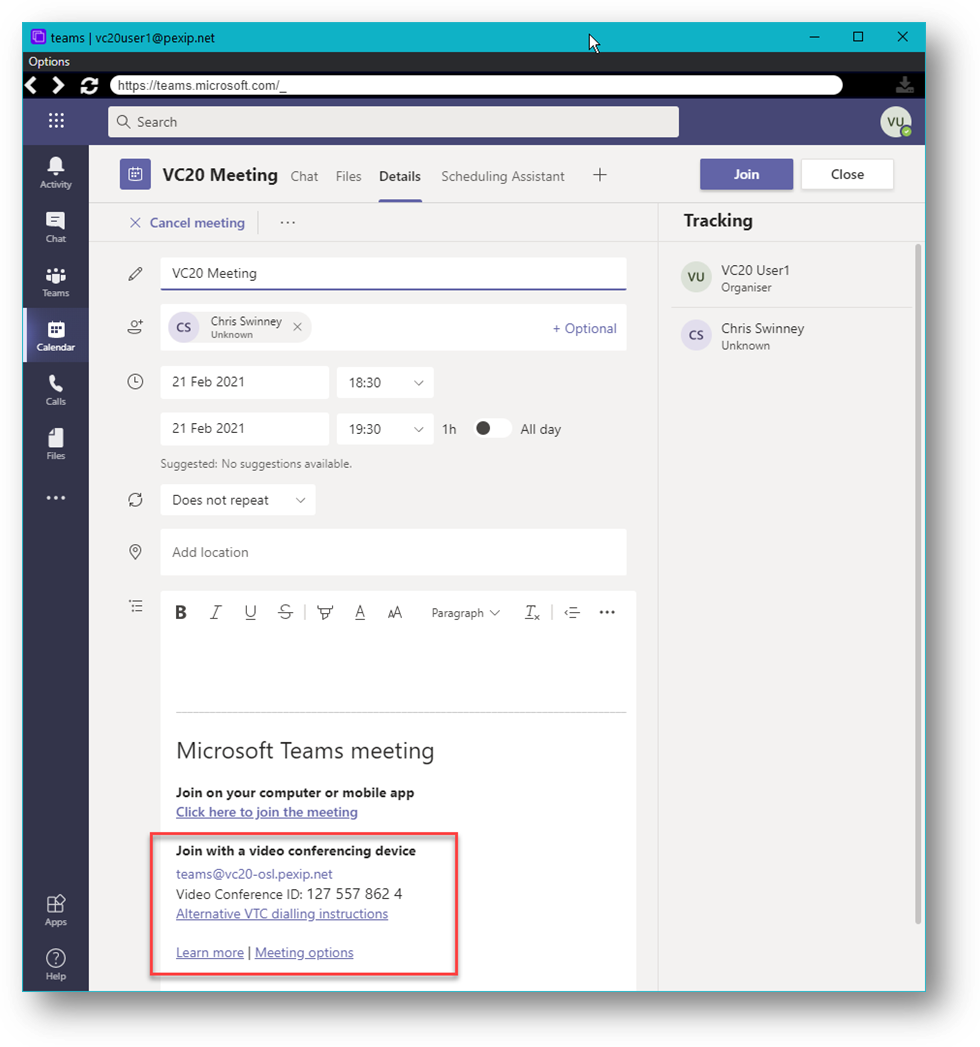 teams | vc20user1@pexip.net
Options
https://teams.microsoft.com/_
Search
VU
Activity
Chat
Teams
Calendar
Calls
Files
Apps
Help
VC20 Meeting Chat Files Details Scheduling Assistant
Join
Close
Cancel meeting
VC20 Meeting
CS
Chris Swinney
Unknown
+ Optional
21 Feb 2021 18:30
21 Feb 2021 19:30 1h All day
Suggested: No suggestions available.
Does not repeat
Add location
B I U S A AA Paragraph Tx
Microsoft Teams meeting
Join on your computer or mobile app
Click here to join the meeting
Join with a video conferencing device
teams@vc20-osl.pexip.net
Video Conference ID: 127 557 862 4
Alternative VTC dialling instructions
Learn more | Meeting options
Tracking
VU
VC20 User1
Organiser
CS
Chris Swinney
Unknown